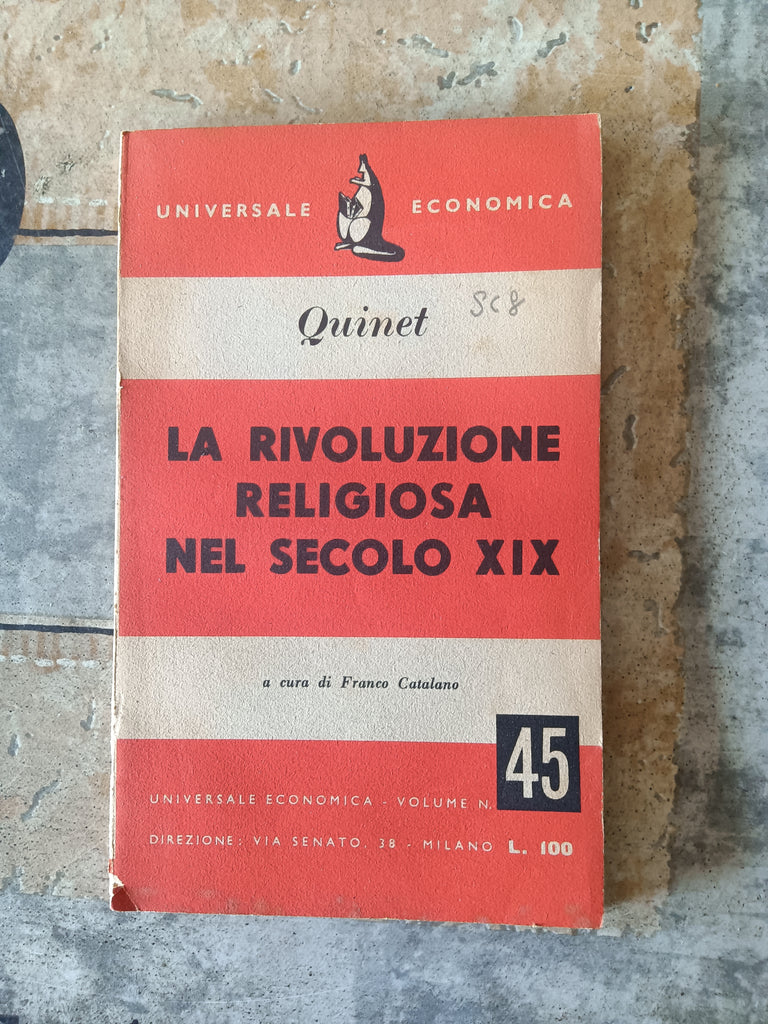 UNIVERSALE ECONOMICA
Quinet
SC8
LA RIVOLUZIONE
RELIGIOSA
NEL SECOLO XIX
a cura di Franco Catalano
45
UNIVERSALE ECONOMICA - VOLUME N.
DIREZIONE: VIA SENATO, 38 - MILANO L. 100